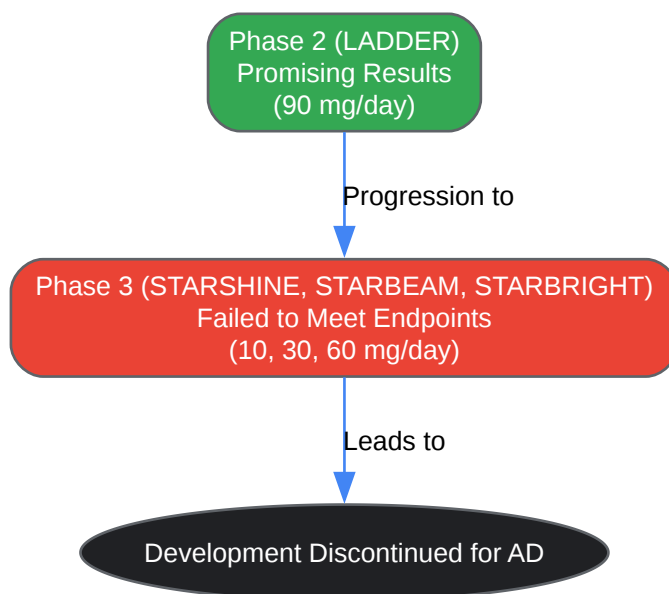 Phase 2 (LADDER)
Promising Results
(90 mg/day)
Progression to
Phase 3 (STARSHINE, STARBEAM, STARBRIGHT)
Failed to Meet Endpoints
(10, 30, 60 mg/day)
Leads to
Development Discontinued for AD